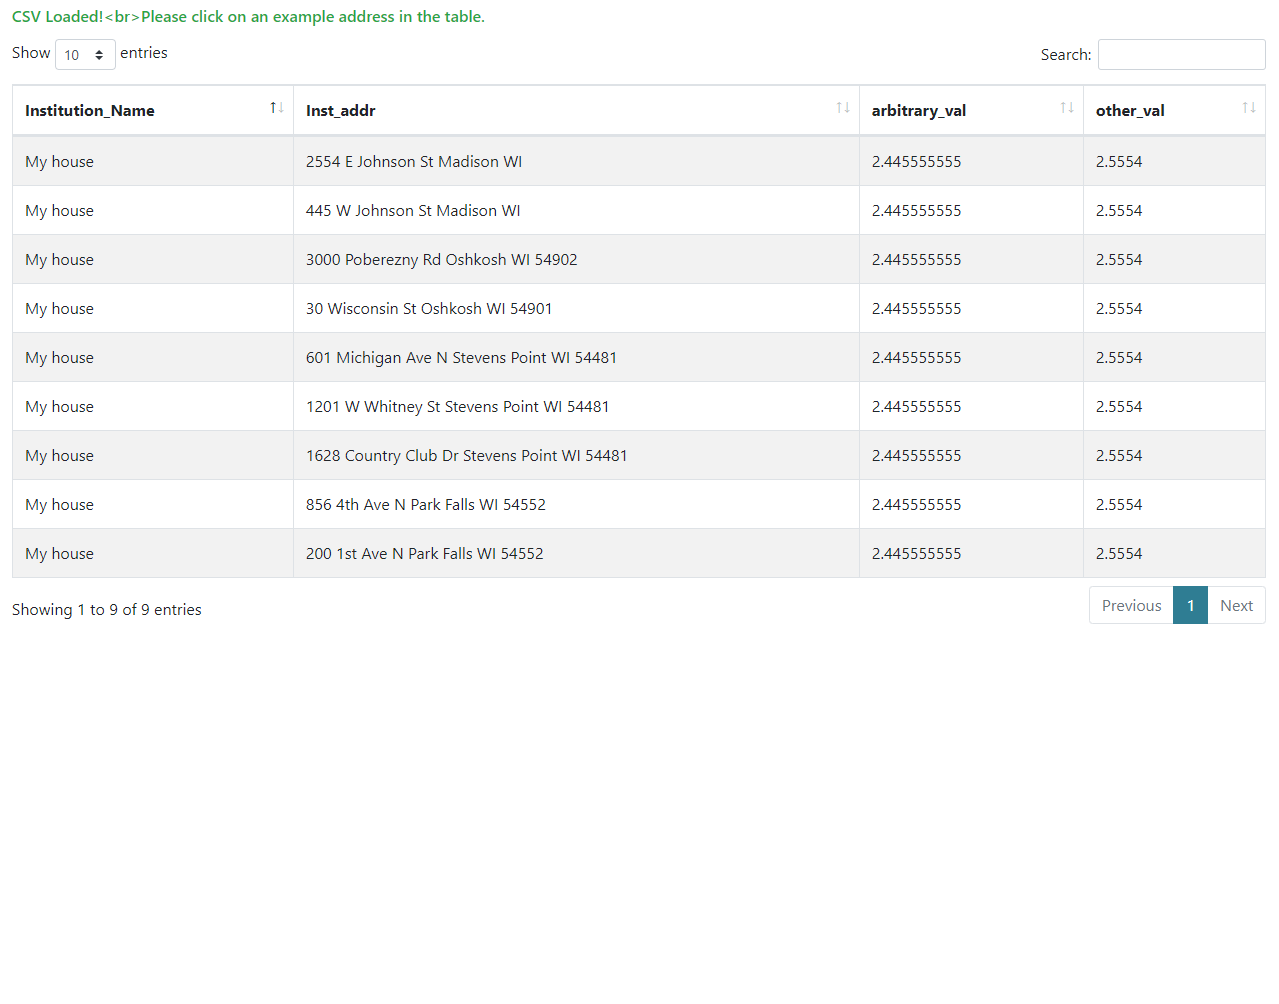 CSV Loaded!<br>Please click on an example address in the table.
Show 10 entries Search:
Institution_Name Inst_addr arbitrary_val other_val
My house 2554 E Johnson St Madison WI 2.445555555 2.5554
My house 445 W Johnson St Madison WI 2.445555555 2.5554
My house 3000 Poberezny Rd Oshkosh WI 54902 2.445555555 2.5554
My house 30 Wisconsin St Oshkosh WI 54901 2.445555555 2.5554
My house 601 Michigan Ave N Stevens Point WI 54481 2.445555555 2.5554
My house 1201 W Whitney St Stevens Point WI 54481 2.445555555 2.5554
My house 1628 Country Club Dr Stevens Point WI 54481 2.445555555 2.5554
My house 856 4th Ave N Park Falls WI 54552 2.445555555 2.5554
My house 200 1st Ave N Park Falls WI 54552 2.445555555 2.5554
Showing 1 to 9 of 9 entries Previous 1 Next